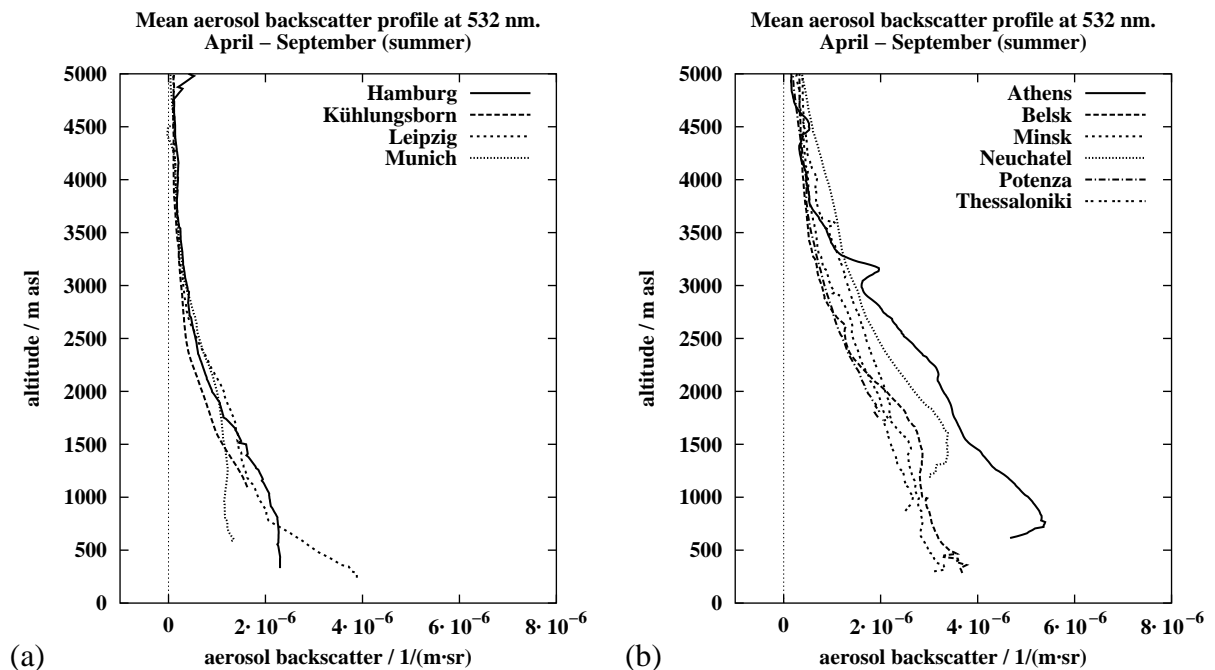 Mean aerosol backscatter profile at 532 nm.
April – September (summer)
5000
4500
4000
3500
3000
2500
2000
1500
1000
500
0
altitude / m asl
Hamburg
Kühlungsborn
Leipzig
Munich
0
2· 10⁻⁶
4· 10⁻⁶
6· 10⁻⁶
8· 10⁻⁶
aerosol backscatter / 1/(m·sr)
(a)
Mean aerosol backscatter profile at 532 nm.
April – September (summer)
5000
4500
4000
3500
3000
2500
2000
1500
1000
500
0
altitude / m asl
Athens
Belsk
Minsk
Neuchatel
Potenza
Thessaloniki
0
2· 10⁻⁶
4· 10⁻⁶
6· 10⁻⁶
8· 10⁻⁶
aerosol backscatter / 1/(m·sr)
(b)